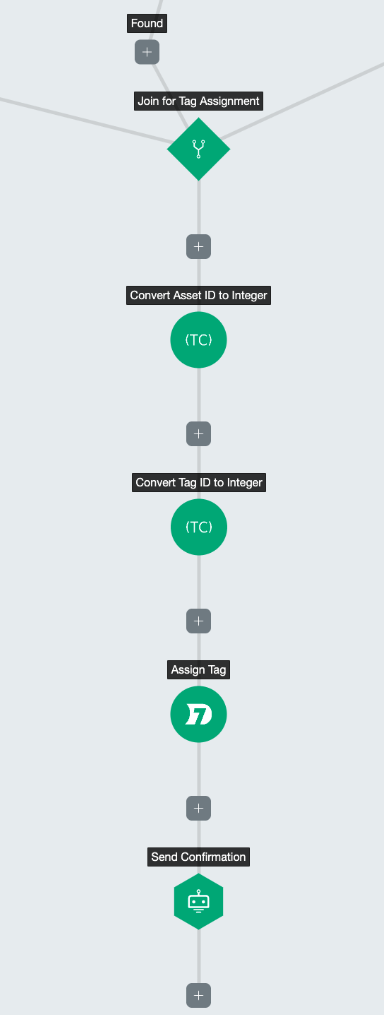 Found
Join for Tag Assignment
Convert Asset ID to Integer
(TC)
Convert Tag ID to Integer
(TC)
Assign Tag
Send Confirmation